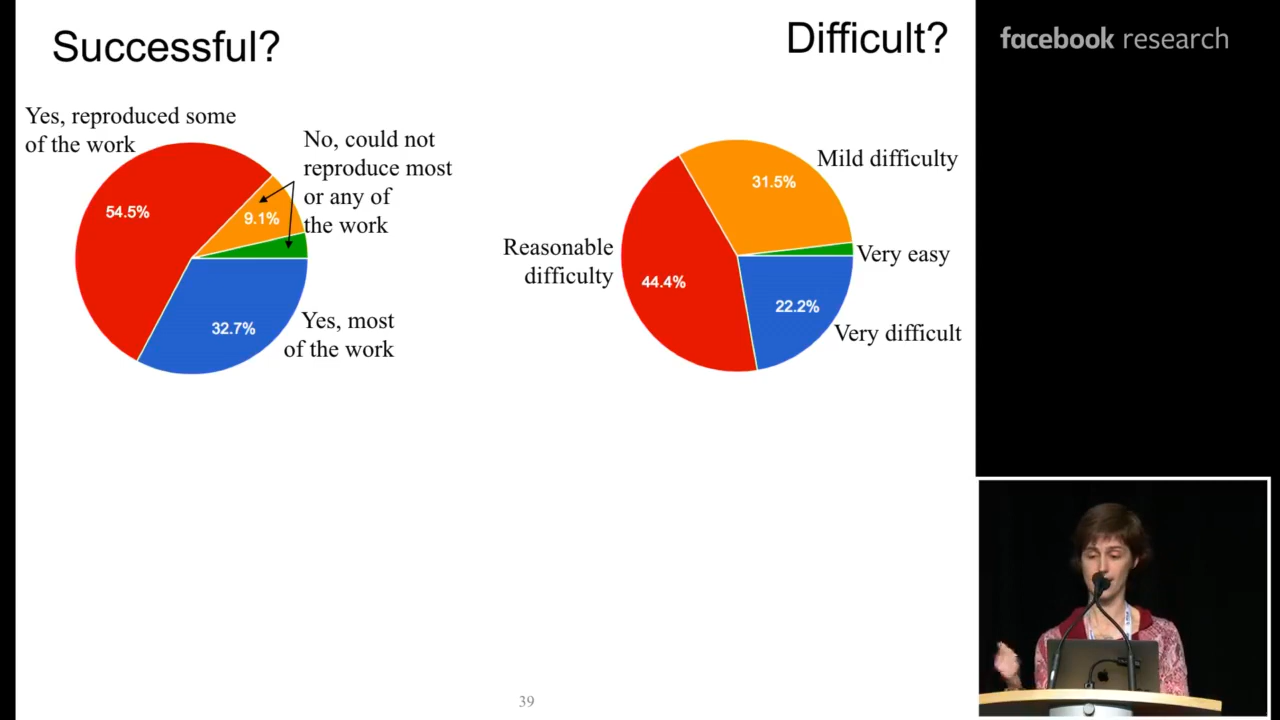 Successful?
Difficult?
facebook research
Yes, reproduced some
of the work
No, could not
reproduce most
or any of
the work
54.5%
9.1%
32.7%
Yes, most
of the work
Mild difficulty
31.5%
Reasonable
difficulty
Very easy
44.4%
22.2%
Very difficult
39